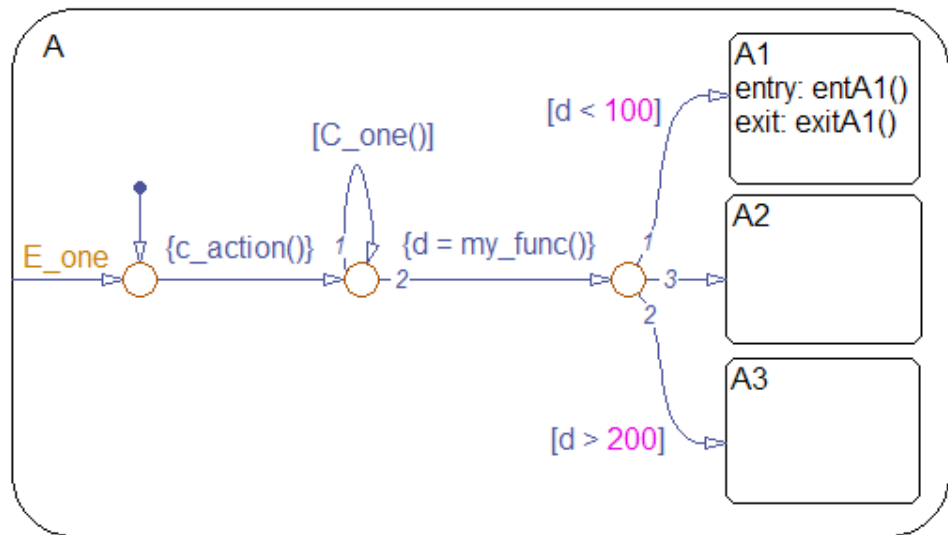 A
A1
entry: entA1()
exit: exitA1()
[d < 100]
[C_one()]
E_one
{c_action()}
1
2
{d = my_func()}
1
3
2
A2
A3
[d > 200]